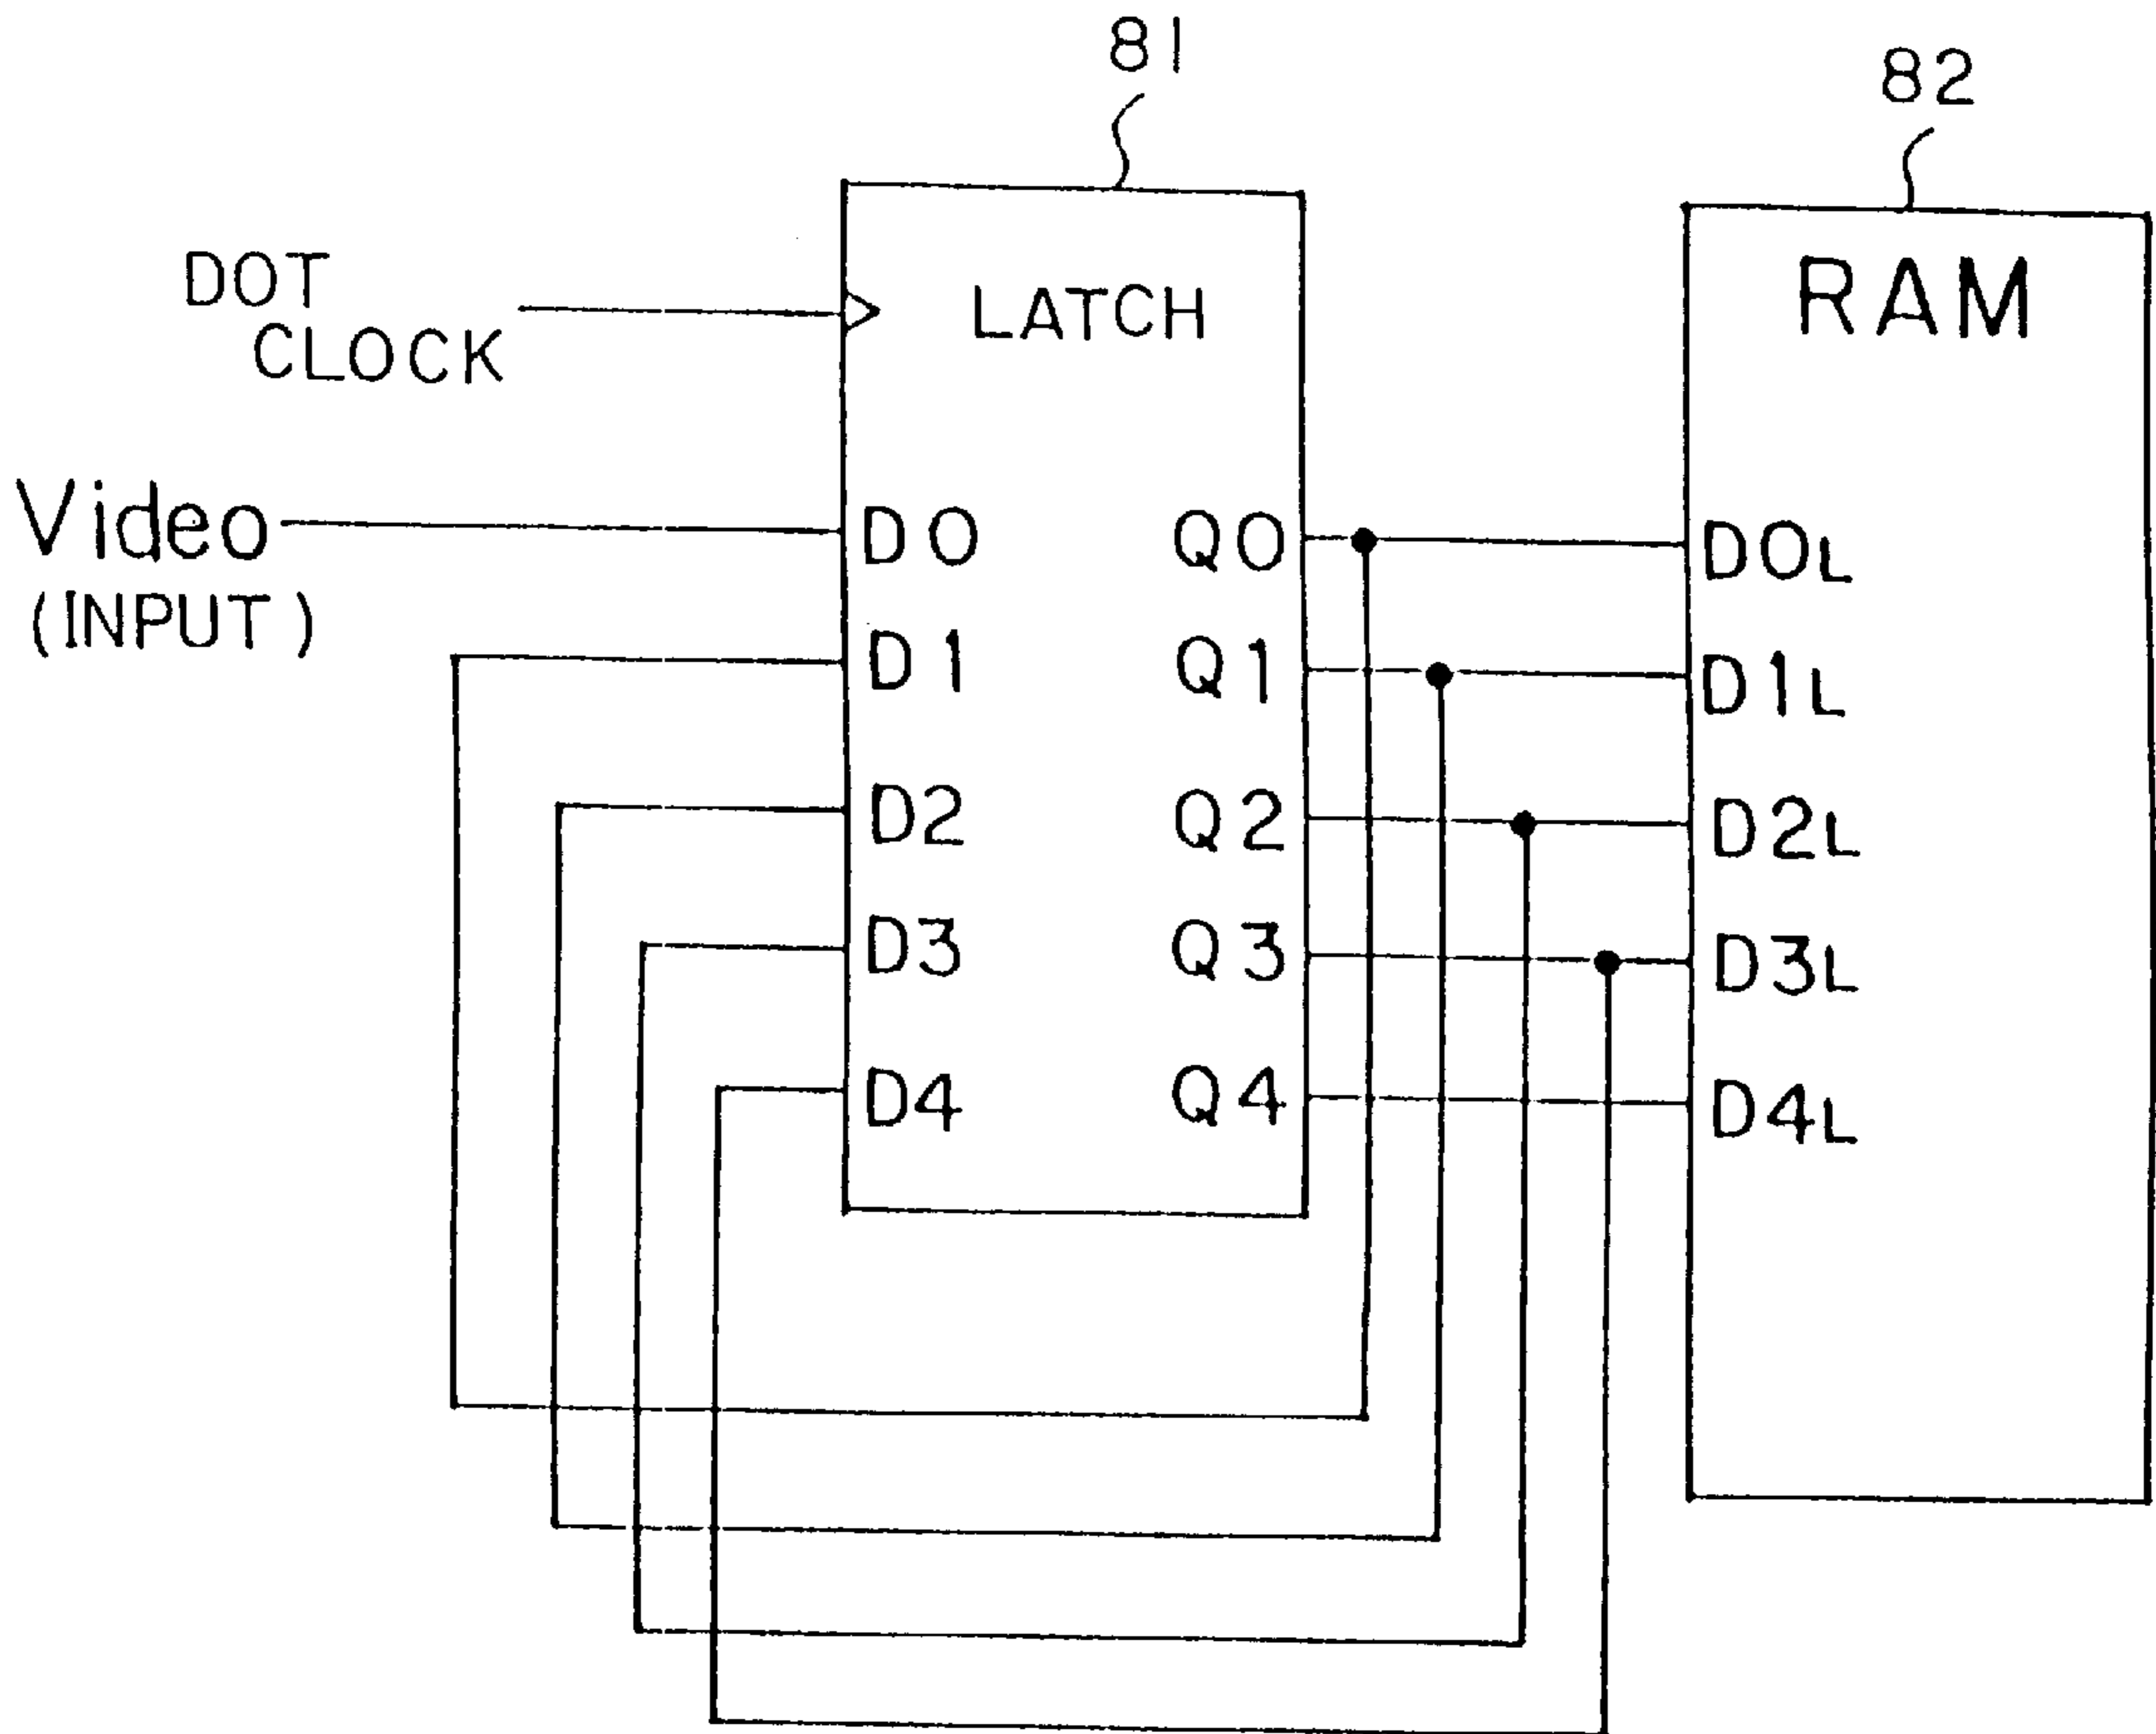 81
82
DOT
CLOCK
LATCH
RAM
Video
(INPUT)
D0
Q0
D0L
D1
Q1
D1L
D2
Q2
D2L
D3
Q3
D3L
D4
Q4
D4L